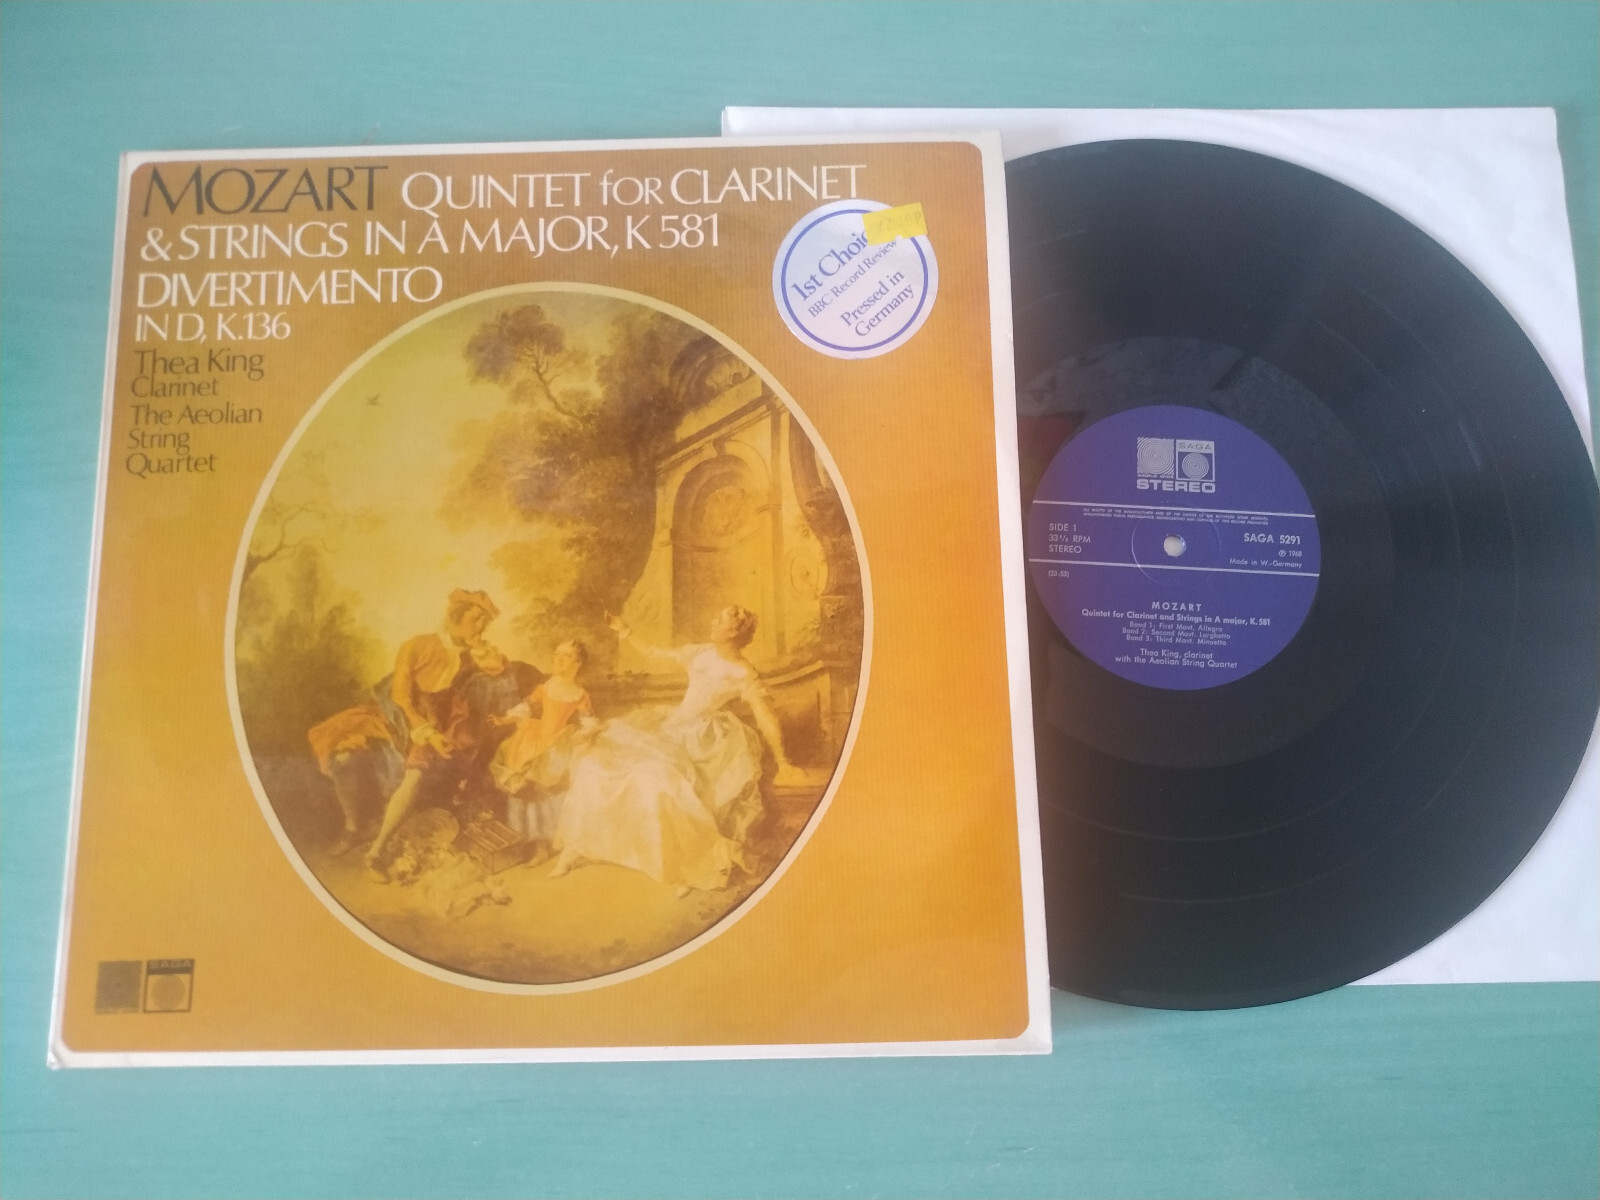 MOZART QUINTET for CLARINET
& STRINGS IN A MAJOR, K 581
DIVERTIMENTO
IN D, K.136
Thea King
Clarinet
The Aeolian
String
Quartet
1st Choice
BBC Record Review
Pressed in
Germany
SAGA
SAGA
STEREO
SIDE 1
33⅓ RPM
STEREO
SAGA 5291
℗ 1968
Made in W.-Germany
MOZART
Quintet for Clarinet and Strings in A major, K.581
Band 1: First Movt. Allegro
Band 2: Second Movt. Larghetto
Band 3: Third Movt. Minuetto
Thea King, clarinet
with the Aeolian String Quartet